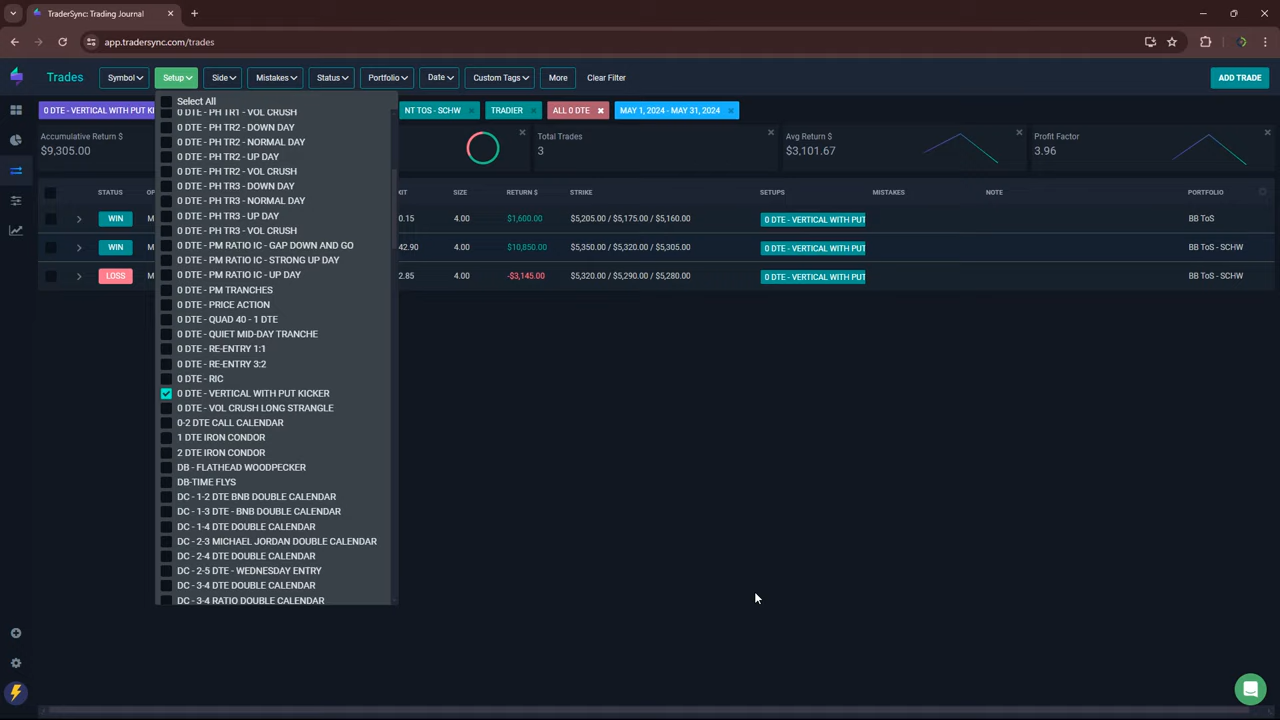 TraderSync: Trading Journal
app.tradersync.com/trades
Trades Symbol Setup Side Mistakes Status Portfolio Date Custom Tags More Clear Filter ADD TRADE
0 DTE - VERTICAL WITH PUT KI NT TOS - SCHW TRADIER ALL 0 DTE MAY 1, 2024 - MAY 31, 2024
Accumulative Return $ Total Trades Avg Return $ Profit Factor
$9,305.00 3 $3,101.67 3.96
STATUS SIZE RETURN $ STRIKE SETUPS MISTAKES NOTE PORTFOLIO
WIN 0.15 4.00 $1,600.00 $5,205.00 / $5,175.00 / $5,160.00 0 DTE - VERTICAL WITH PUT BB ToS
WIN 42.90 4.00 $10,850.00 $5,350.00 / $5,320.00 / $5,305.00 0 DTE - VERTICAL WITH PUT BB ToS - SCHW
LOSS 2.85 4.00 -$3,145.00 $5,320.00 / $5,290.00 / $5,280.00 0 DTE - VERTICAL WITH PUT BB ToS - SCHW
Select All
0 DTE - PH TR1 - VOL CRUSH
0 DTE - PH TR2 - DOWN DAY
0 DTE - PH TR2 - NORMAL DAY
0 DTE - PH TR2 - UP DAY
0 DTE - PH TR2 - VOL CRUSH
0 DTE - PH TR3 - DOWN DAY
0 DTE - PH TR3 - NORMAL DAY
0 DTE - PH TR3 - UP DAY
0 DTE - PH TR3 - VOL CRUSH
0 DTE - PM RATIO IC - GAP DOWN AND GO
0 DTE - PM RATIO IC - STRONG UP DAY
0 DTE - PM RATIO IC - UP DAY
0 DTE - PM TRANCHES
0 DTE - PRICE ACTION
0 DTE - QUAD 40 - 1 DTE
0 DTE - QUIET MID-DAY TRANCHE
0 DTE - RE-ENTRY 1:1
0 DTE - RE-ENTRY 3:2
0 DTE - RIC
0 DTE - VERTICAL WITH PUT KICKER
0 DTE - VOL CRUSH LONG STRANGLE
0-2 DTE CALL CALENDAR
1 DTE IRON CONDOR
2 DTE IRON CONDOR
DB - FLATHEAD WOODPECKER
DB-TIME FLYS
DC - 1-2 DTE BNB DOUBLE CALENDAR
DC - 1-3 DTE - BNB DOUBLE CALENDAR
DC - 1-4 DTE DOUBLE CALENDAR
DC - 2-3 MICHAEL JORDAN DOUBLE CALENDAR
DC - 2-4 DTE DOUBLE CALENDAR
DC - 2-5 DTE - WEDNESDAY ENTRY
DC - 3-4 DTE DOUBLE CALENDAR
DC - 3-4 RATIO DOUBLE CALENDAR